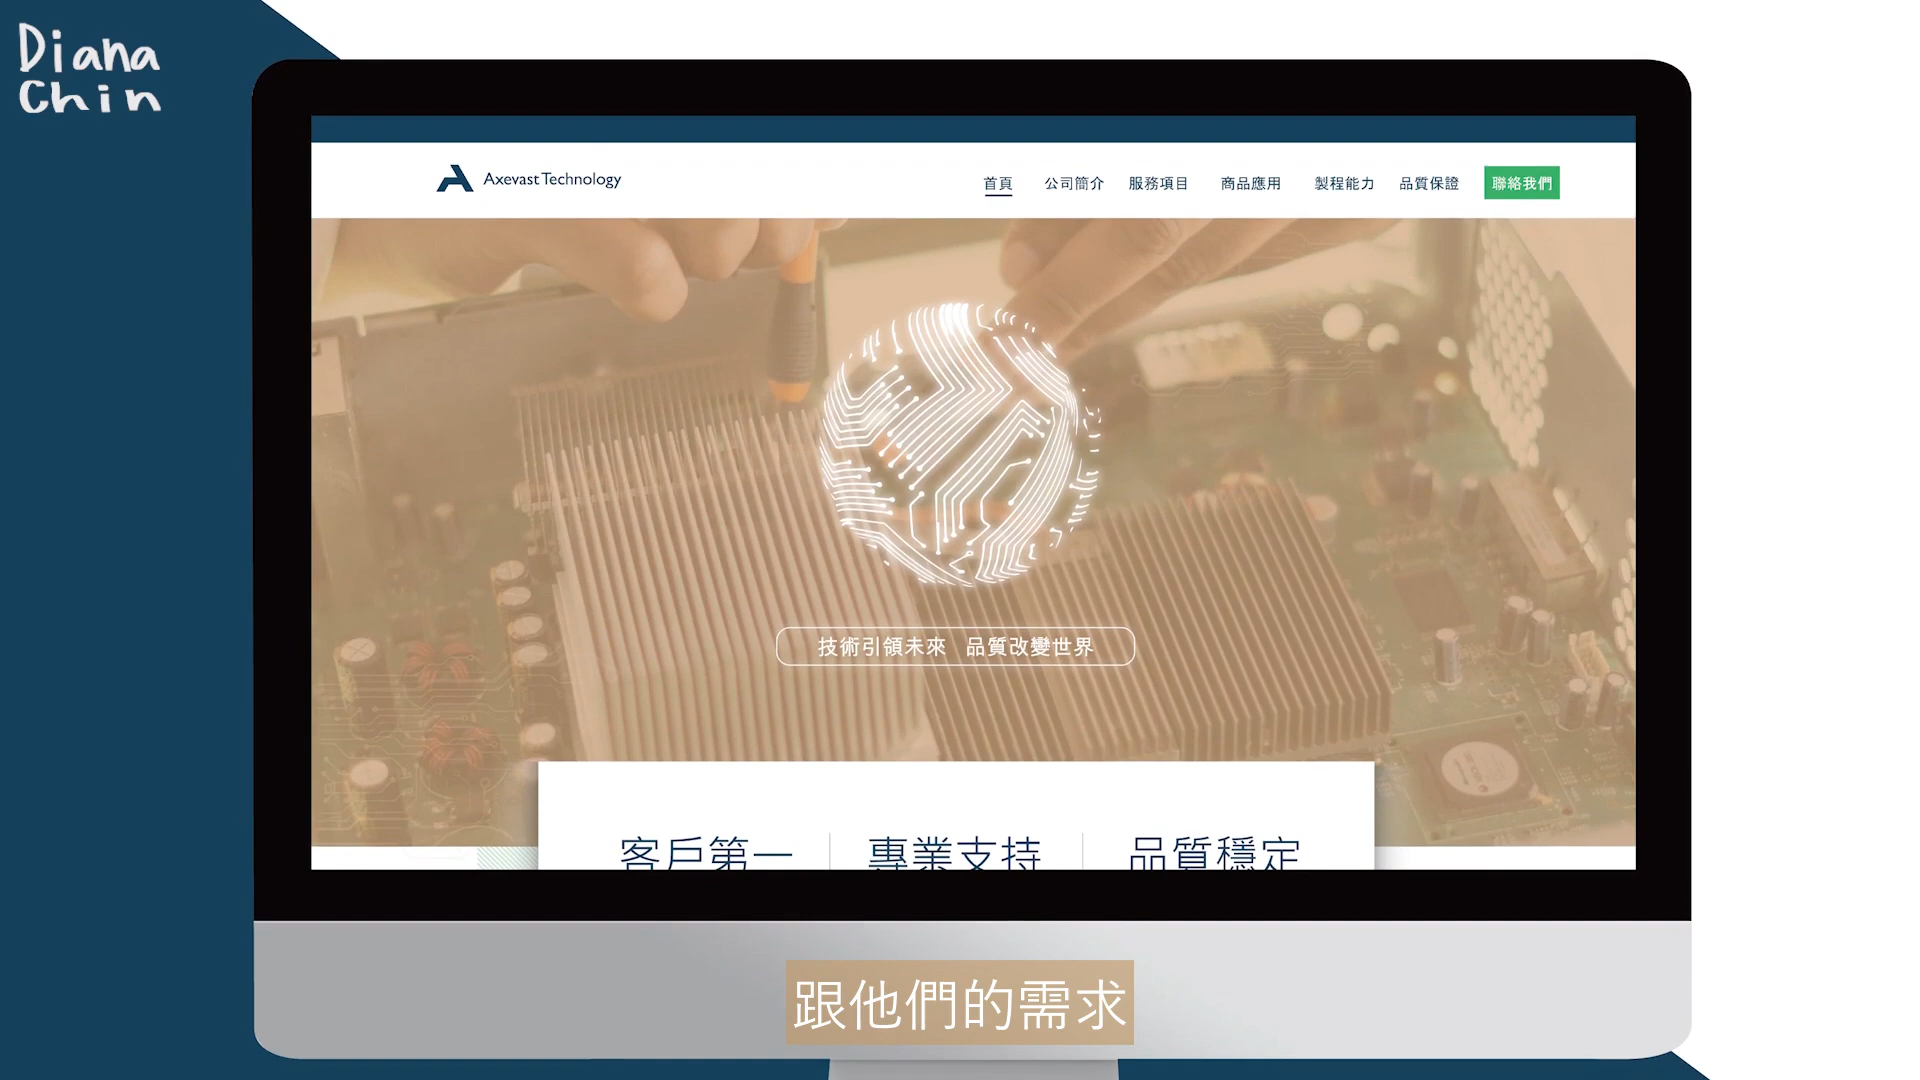 Diana
Chin
Axevast Technology
首頁
公司簡介
服務項目
商品應用
製程能力
品質保證
聯絡我們
技術引領未來 品質改變世界
客戶第一
專業支持
品質穩定
跟他們的需求